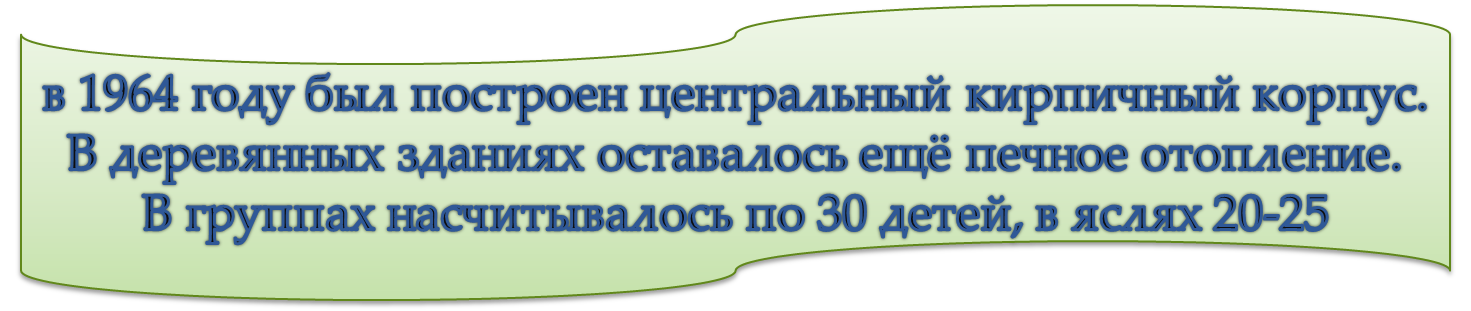 в 1964 году был построен центральный кирпичный корпус.
В деревянных зданиях оставалось ещё печное отопление.
В группах насчитывалось по 30 детей, в яслях 20-25